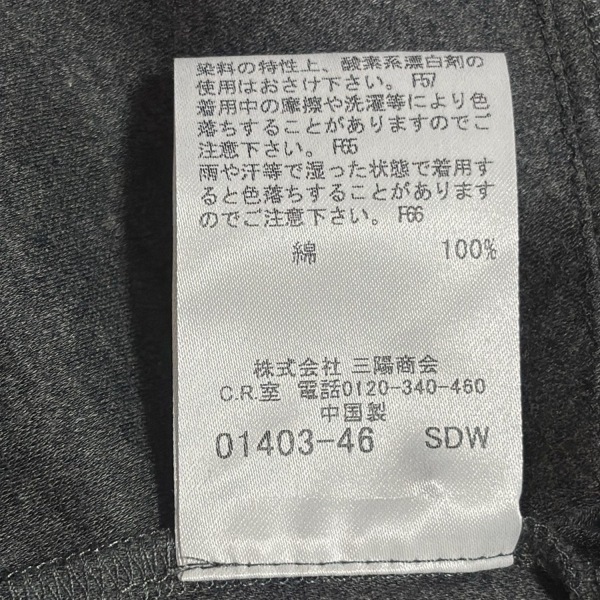 染料の特性上、酸素系漂白剤の
使用はおさけ下さい。 F57
着用中の摩擦や洗濯等により色
落ちすることがありますのでご
注意下さい。 F65
雨や汗等で湿った状態で着用す
ると色落ちすることがあります
のでご注意下さい。 F66
綿 100%
株式会社 三陽商会
C.R.室 電話0120-340-460
中国製
01403-46 SDW